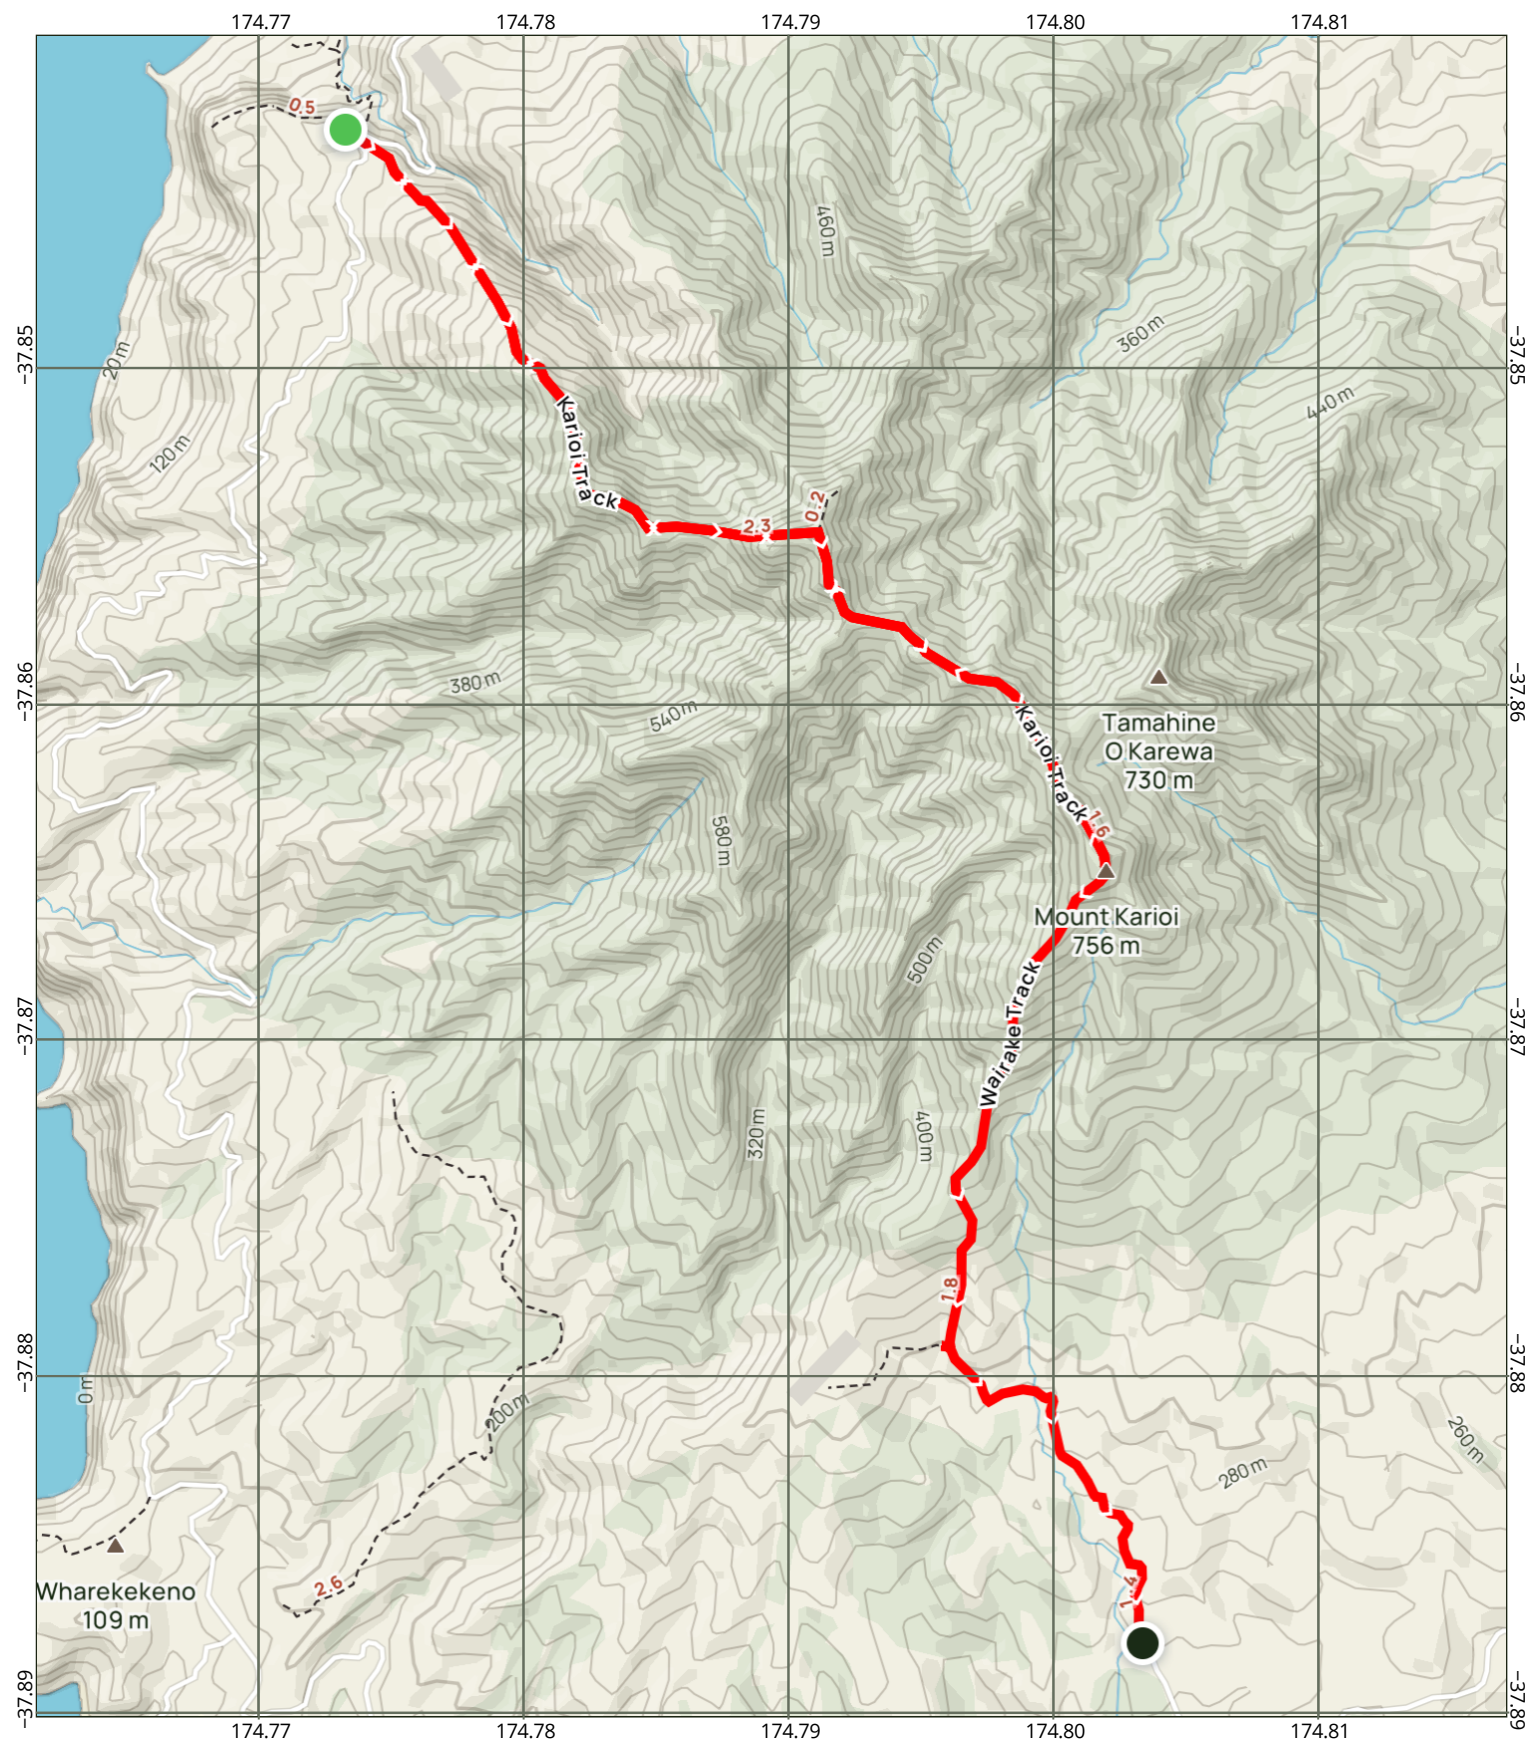 174.77
174.78
174.79
174.80
174.81
0.5
460 m
360 m
-37.85
20 m
-37.85
Karioi Track
440 m
120 m
0.2
2.3
380 m
-37.86
540 m
Karioi Track
Tamahine
O Karewa
730 m
-37.86
580 m
1.6
Mount Karioi
756 m
500 m
Wairake Track
-37.87
-37.87
320 m
400 m
1.8
-37.88
0 m
200 m
-37.88
260 m
280 m
2.6
1.4
Wharekekeno
109 m
-37.89
-37.89
174.77
174.78
174.79
174.80
174.81